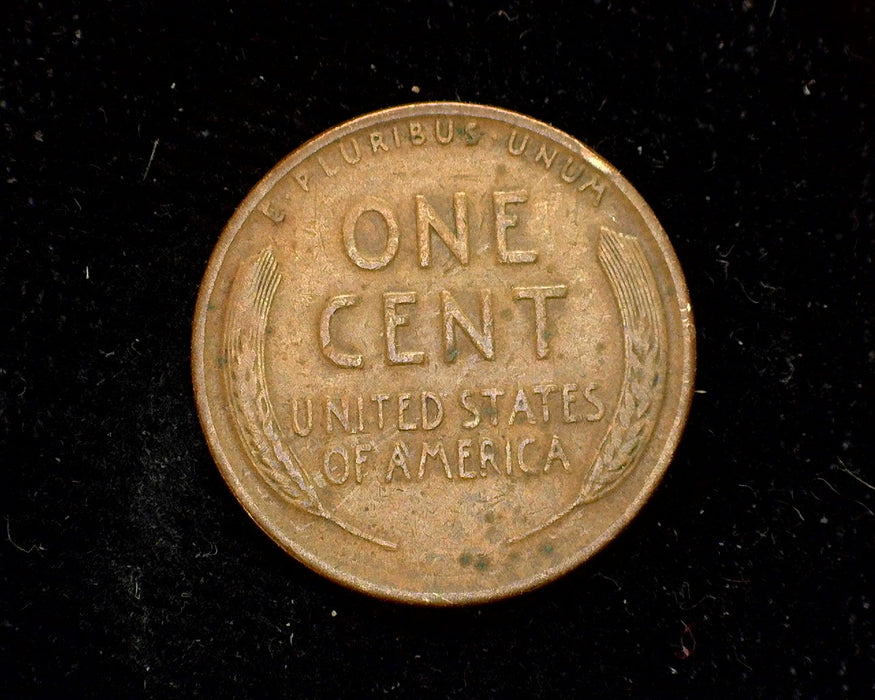 E·PLURIBUS·UNUM
ONE
CENT
UNITED STATES
OF AMERICA